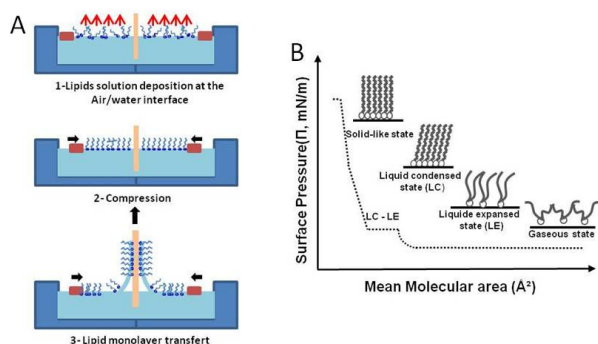 A
1-Lipids solution deposition at the
Air/water interface
2- Compression
3- Lipid monolayer transfert
B
Surface Pressure(Π, mN/m)
Solid-like state
Liquid condensed
state (LC)
LC - LE
Liquide expansed
state (LE)
Gaseous state
Mean Molecular area (Å²)